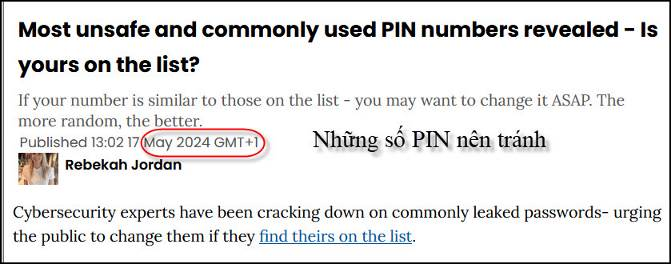 Most unsafe and commonly used PIN numbers revealed - Is
yours on the list?
If your number is similar to those on the list - you may want to change it ASAP. The
more random, the better.
Published 13:02 17 May 2024 GMT+1
Những số PIN nên tránh
Rebekah Jordan
Cybersecurity experts have been cracking down on commonly leaked passwords- urging
the public to change them if they find theirs on the list.